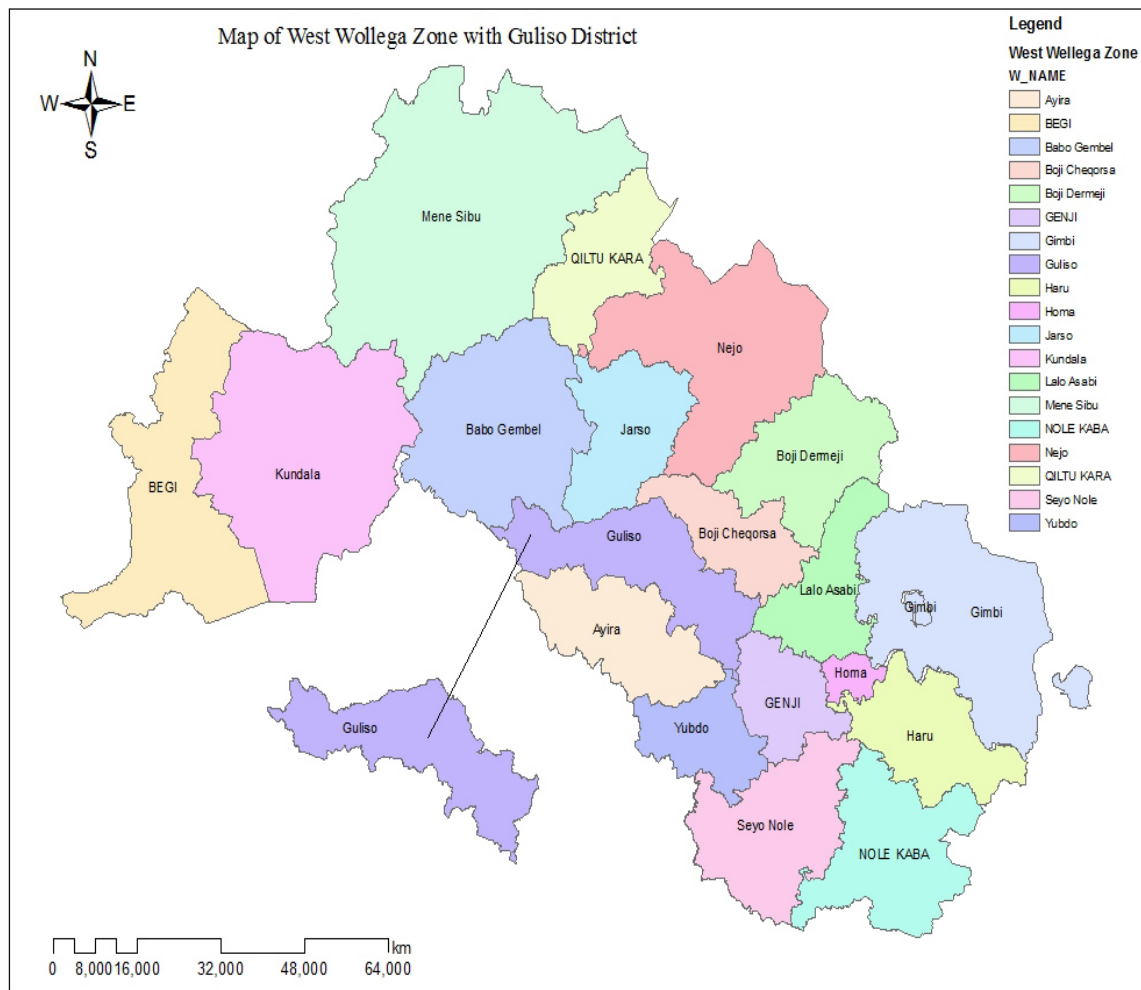 Map of West Wollega Zone with Guliso District
N
W E
S
Legend
West Wellega Zone
W_NAME
Ayira
BEGI
Babo Gembel
Boji Cheqorsa
Boji Dermeji
GENJI
Gimbi
Guliso
Haru
Homa
Jarso
Kundala
Lalo Asabi
Mene Sibu
NOLE KABA
Nejo
QILTU KARA
Seyo Nole
Yubdo
Mene Sibu
QILTU KARA
Nejo
Babo Gembel
Jarso
Boji Dermeji
Kundala
BEGI
Guliso
Boji Cheqorsa
Lalo Asabi
Gimbi
Gimbi
Ayira
Homa
GENJI
Guliso
Yubdo
Haru
Seyo Nole
NOLE KABA
km
0 8,000 16,000 32,000 48,000 64,000